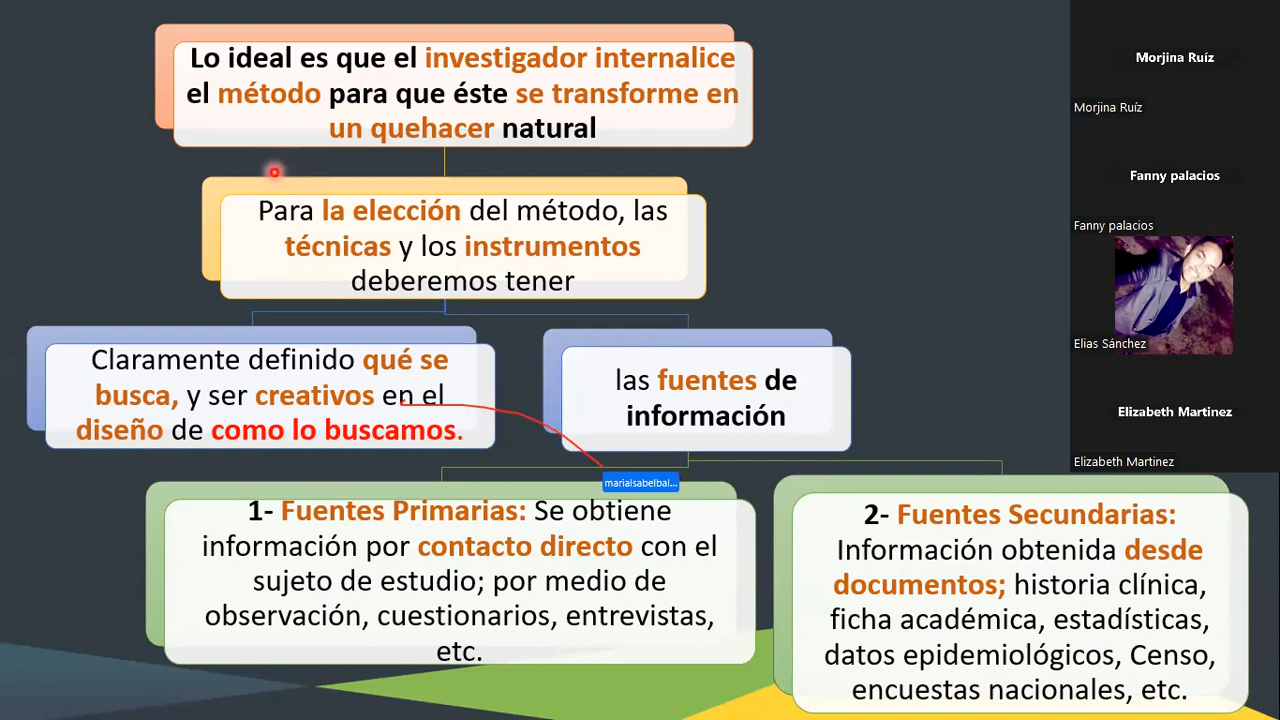 Lo ideal es que el investigador internalice
el método para que éste se transforme en
un quehacer natural
Para la elección del método, las
técnicas y los instrumentos
deberemos tener
Claramente definido qué se
busca, y ser creativos en el
diseño de como lo buscamos.
las fuentes de
información
marialsabelbal...
1- Fuentes Primarias: Se obtiene
información por contacto directo con el
sujeto de estudio; por medio de
observación, cuestionarios, entrevistas,
etc.
2- Fuentes Secundarias:
Información obtenida desde
documentos; historia clínica,
ficha académica, estadísticas,
datos epidemiológicos, Censo,
encuestas nacionales, etc.
Morjina Ruíz
Morjina Ruíz
Fanny palacios
Fanny palacios
Elias Sánchez
Elizabeth Martinez
Elizabeth Martinez